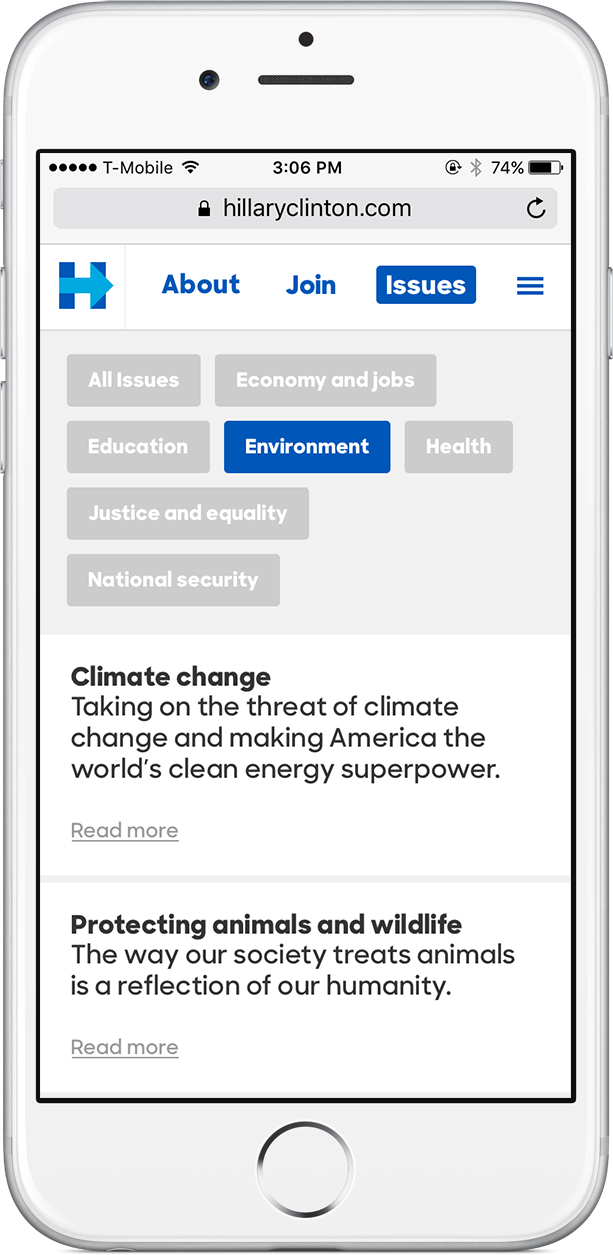 T-Mobile 3:06 PM 74%
hillaryclinton.com
H About Join Issues
All Issues Economy and jobs
Education Environment Health
Justice and equality
National security
Climate change
Taking on the threat of climate
change and making America the
world’s clean energy superpower.
Read more
Protecting animals and wildlife
The way our society treats animals
is a reflection of our humanity.
Read more